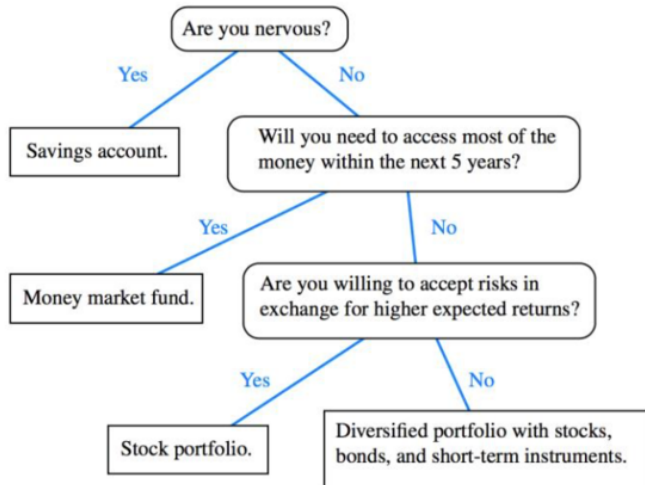 Are you nervous?
Yes
No
Savings account.
Will you need to access most of the
money within the next 5 years?
Yes
No
Money market fund.
Are you willing to accept risks in
exchange for higher expected returns?
Yes
No
Stock portfolio.
Diversified portfolio with stocks,
bonds, and short-term instruments.